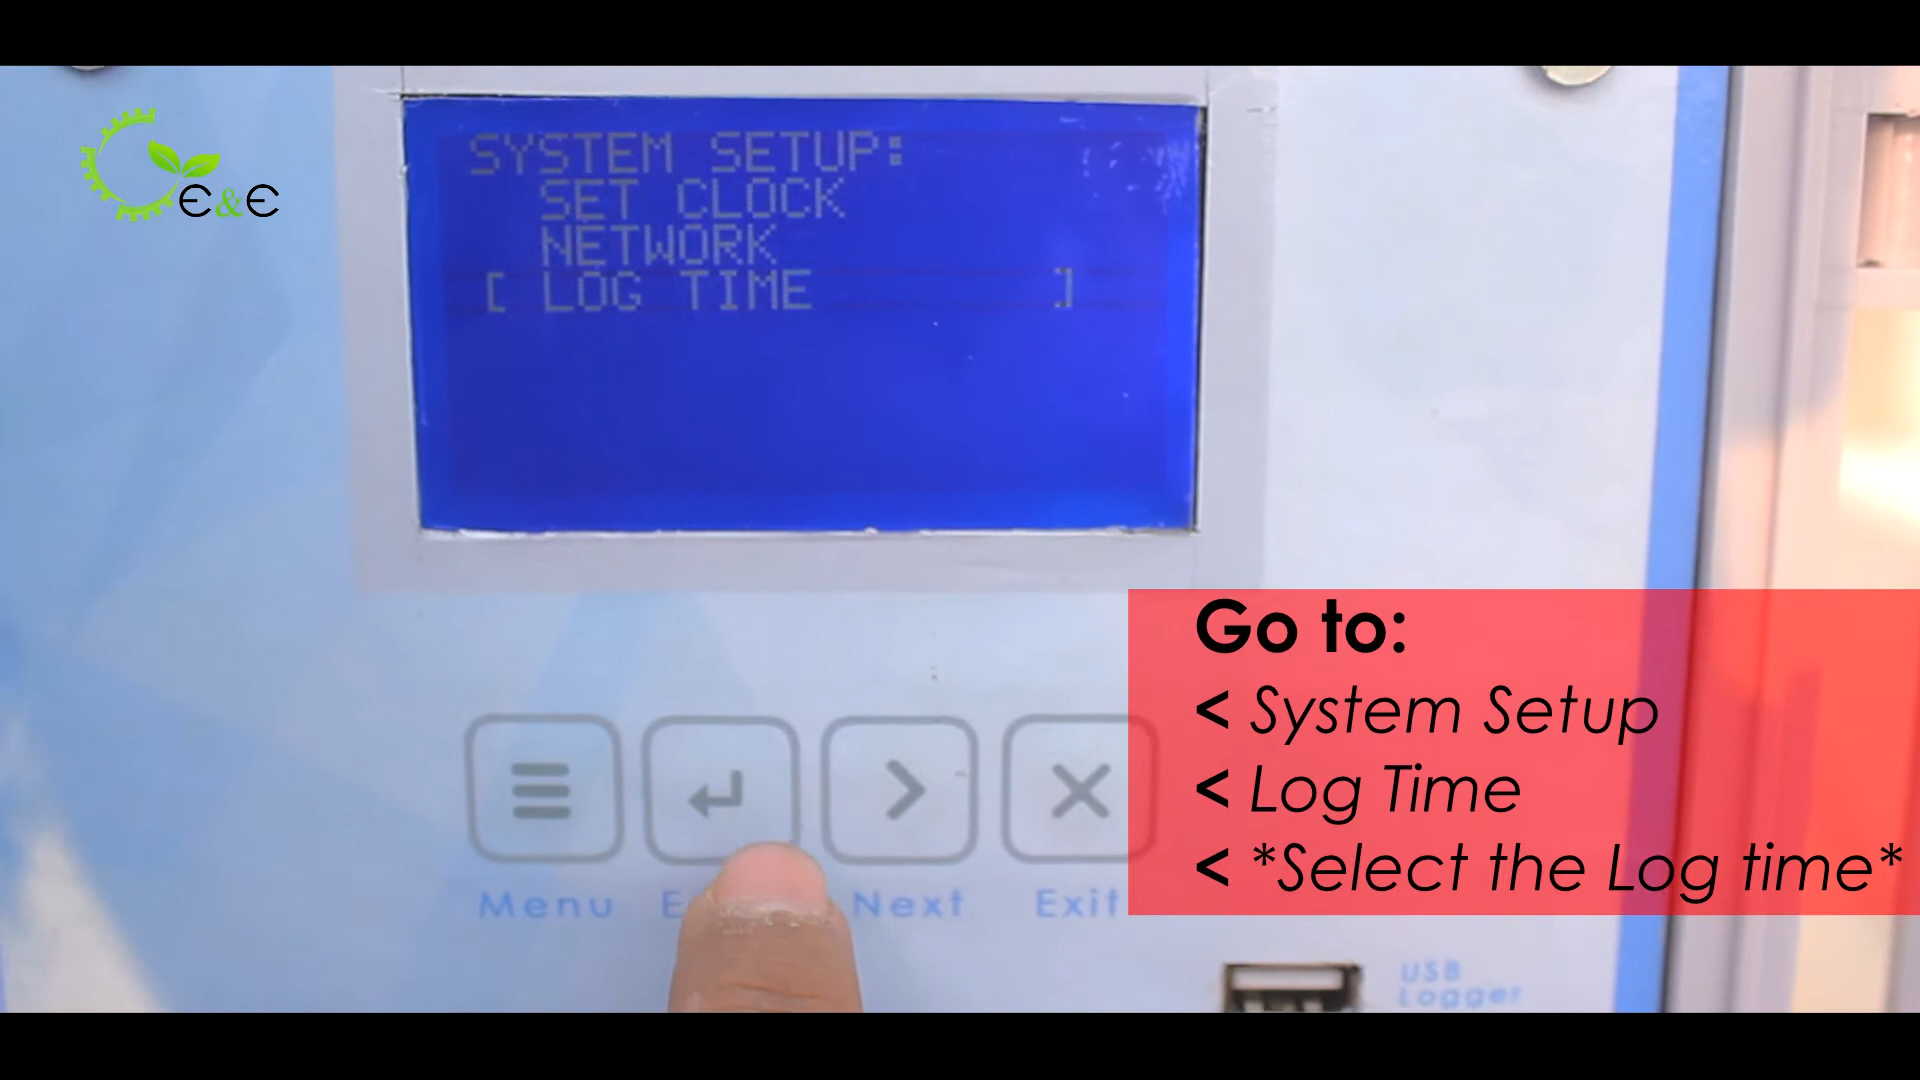 SYSTEM SETUP:
SET CLOCK
NETWORK
[ LOG TIME ]
Є&Є
Go to:
< System Setup
< Log Time
< *Select the Log time*
Menu
Next
Exit
USB
Logger